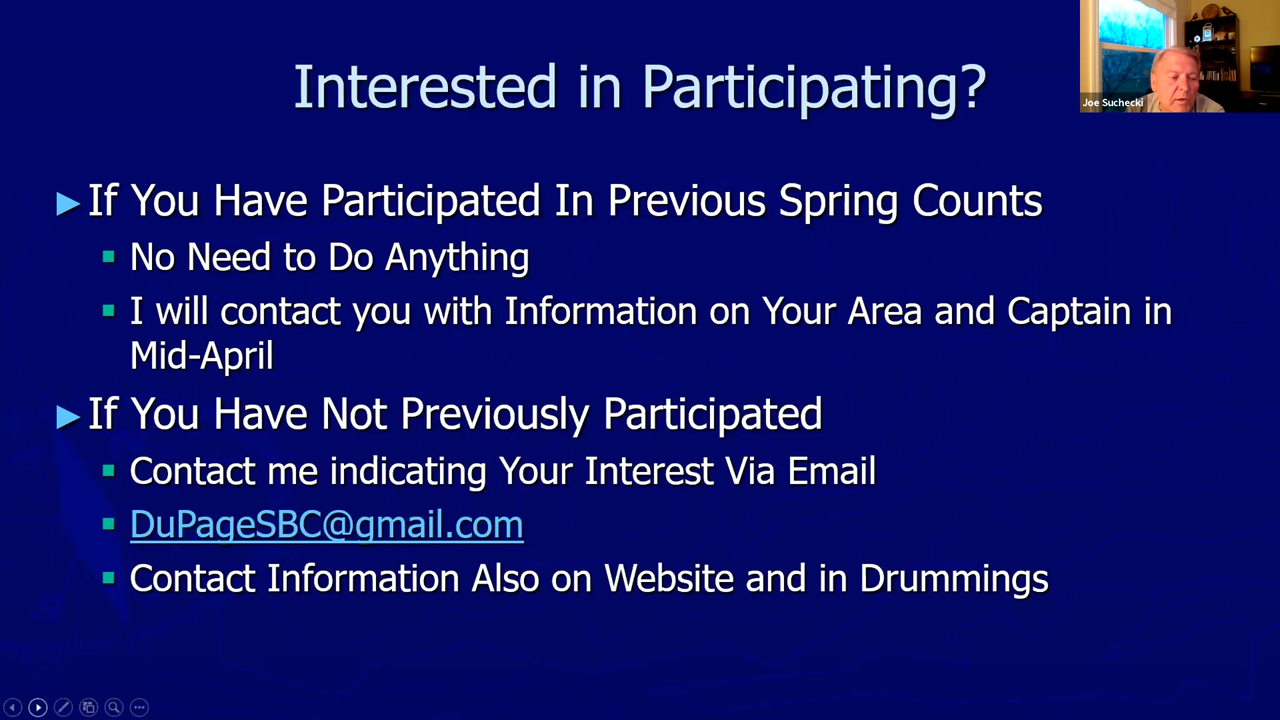 Interested in Participating?
Joe Suchecki
If You Have Participated In Previous Spring Counts
No Need to Do Anything
I will contact you with Information on Your Area and Captain in
Mid-April
If You Have Not Previously Participated
Contact me indicating Your Interest Via Email
DuPageSBC@gmail.com
Contact Information Also on Website and in Drummings